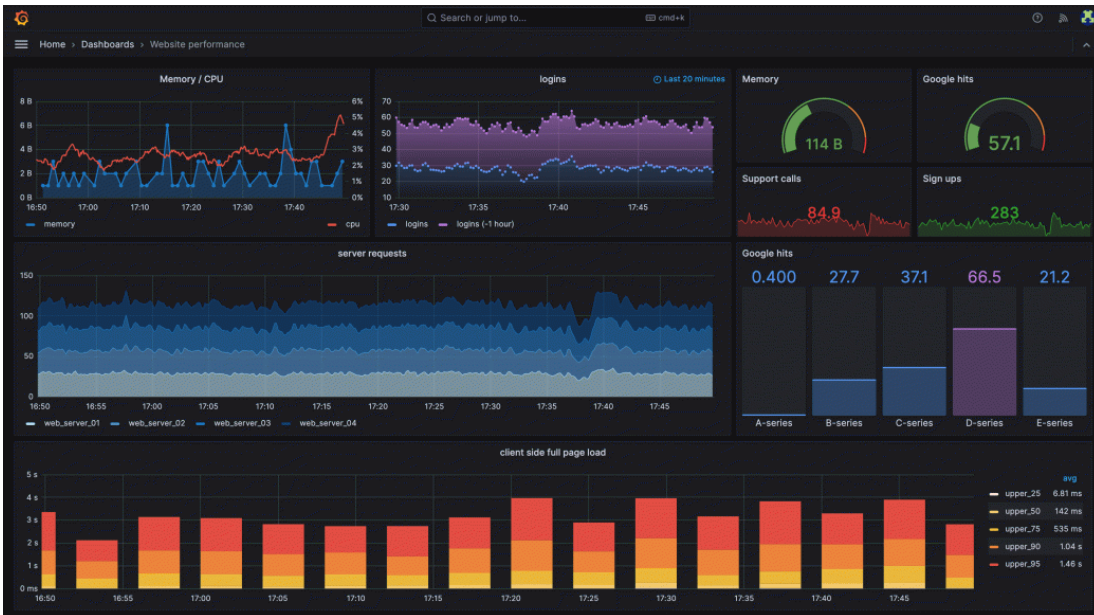 Search or jump to... cmd+k
Home › Dashboards › Website performance
Memory / CPU
8 B
6 B
4 B
2 B
0 B
6%
5%
4%
3%
2%
1%
0%
16:50 17:00 17:10 17:20 17:30 17:40
memory cpu
logins
Last 20 minutes
70
60
50
40
30
20
10
17:30 17:35 17:40 17:45
logins logins (-1 hour)
Memory
114 B
Google hits
57.1
Support calls
84.9
Sign ups
283
server requests
150
100
50
0
16:50 16:55 17:00 17:05 17:10 17:15 17:20 17:25 17:30 17:35 17:40 17:45
web_server_01 web_server_02 web_server_03 web_server_04
Google hits
0.400 27.7 37.1 66.5 21.2
A-series B-series C-series D-series E-series
client side full page load
5 s
4 s
3 s
2 s
1 s
0 ms
16:50 16:55 17:00 17:05 17:10 17:15 17:20 17:25 17:30 17:35 17:40 17:45
avg
upper_25 6.81 ms
upper_50 142 ms
upper_75 535 ms
upper_90 1.04 s
upper_95 1.46 s